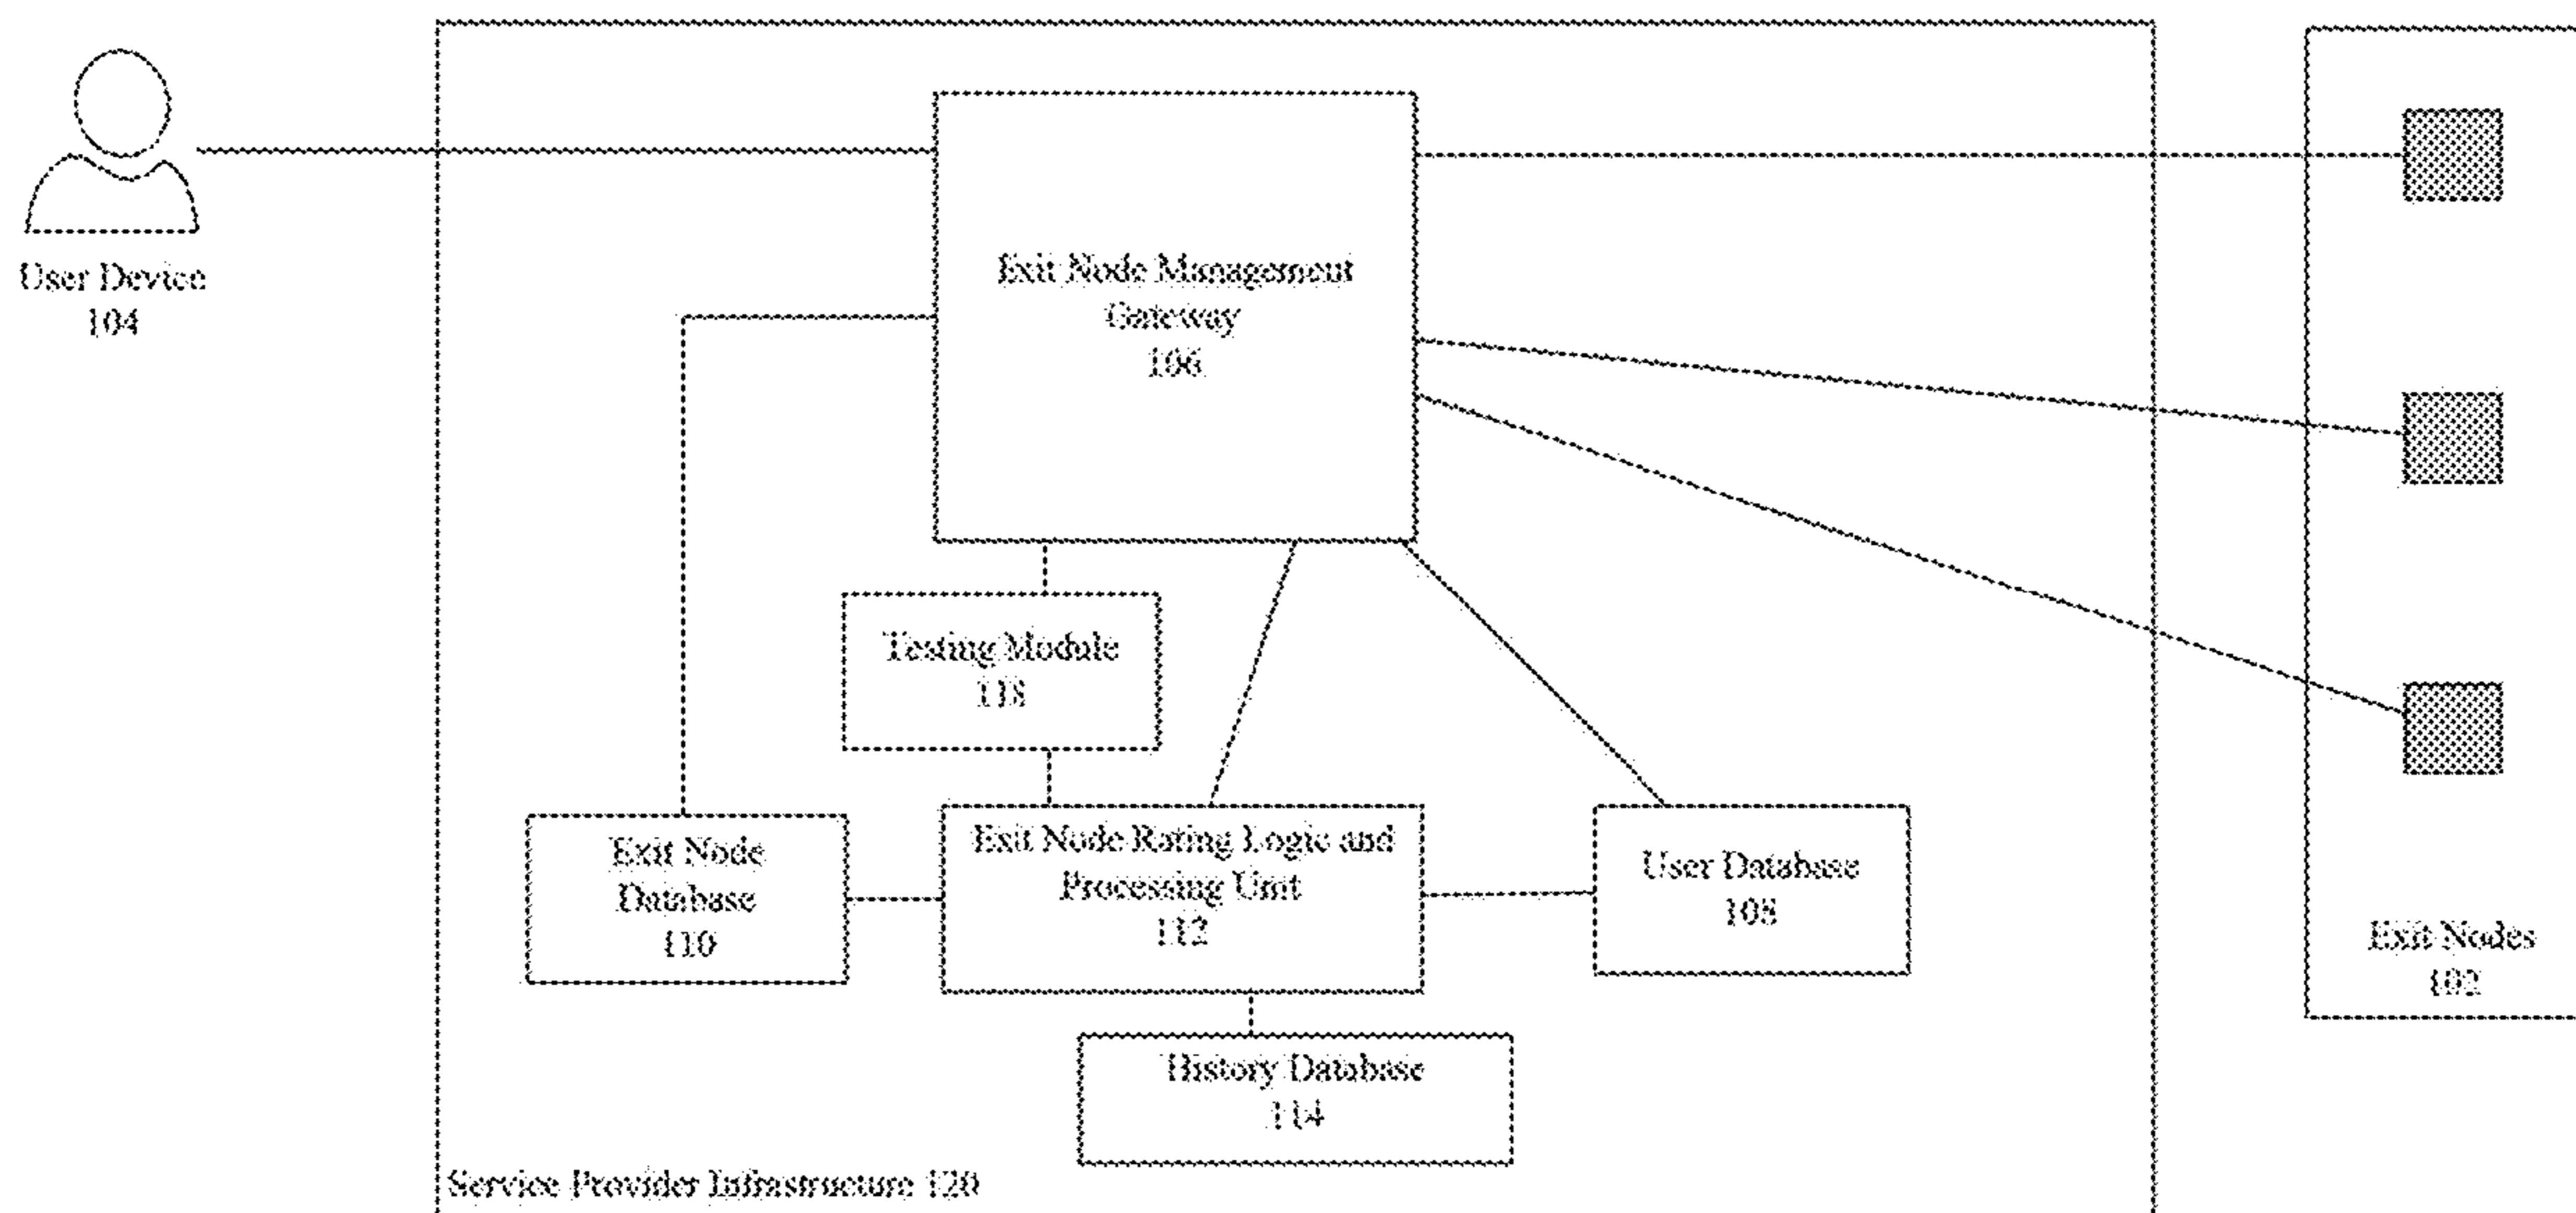 User Device
104
Exit Node Management
Gateway
106
Testing Module
118
Exit Node
Database
110
Exit Node Rating Logic and
Processing Unit
112
User Database
108
History Database
114
Exit Nodes
102
Service Provider Infrastructure 120